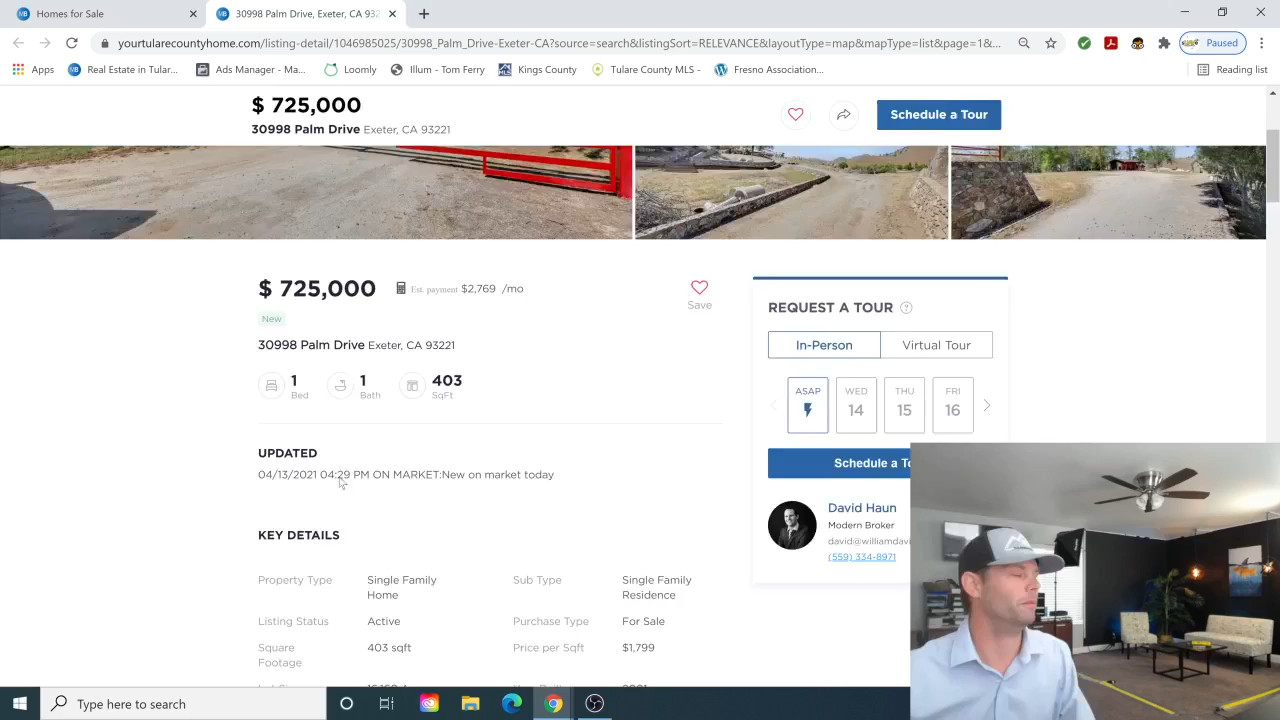 Homes for Sale
30998 Palm Drive, Exeter, CA 932
yourtularecountyhome.com/listing-detail/1046985025/30998_Palm_Drive-Exeter-CA?source=search&listingSort=RELEVANCE&layoutType=map&mapType=list&page=1&...
Paused
Apps
Real Estate in Tular...
Ads Manager - Ma...
Loomly
Illum - Tom Ferry
Kings County
Tulare County MLS -
Fresno Association...
Reading list
$ 725,000
30998 Palm Drive Exeter, CA 93221
Schedule a Tour
$ 725,000
Est. payment $2,769 /mo
Save
New
30998 Palm Drive Exeter, CA 93221
1
Bed
1
Bath
403
SqFt
UPDATED
04/13/2021 04:29 PM ON MARKET:New on market today
KEY DETAILS
Property Type
Single Family
Home
Sub Type
Single Family
Residence
Listing Status
Active
Purchase Type
For Sale
Square
Footage
403 sqft
Price per Sqft
$1,799
REQUEST A TOUR ?
In-Person
Virtual Tour
ASAP
WED
14
THU
15
FRI
16
Schedule a To
David Haun
Modern Broker
david@williamdavi
(559) 334-8971
Type here to search